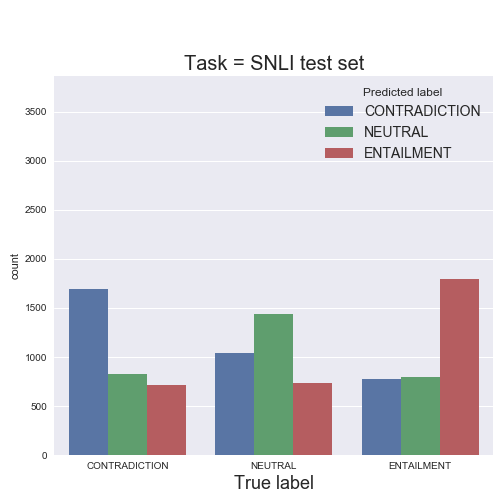 Task = SNLI test set
Predicted label
CONTRADICTION
NEUTRAL
ENTAILMENT
3500
3000
2500
2000
1500
1000
500
0
count
CONTRADICTION NEUTRAL ENTAILMENT
True label